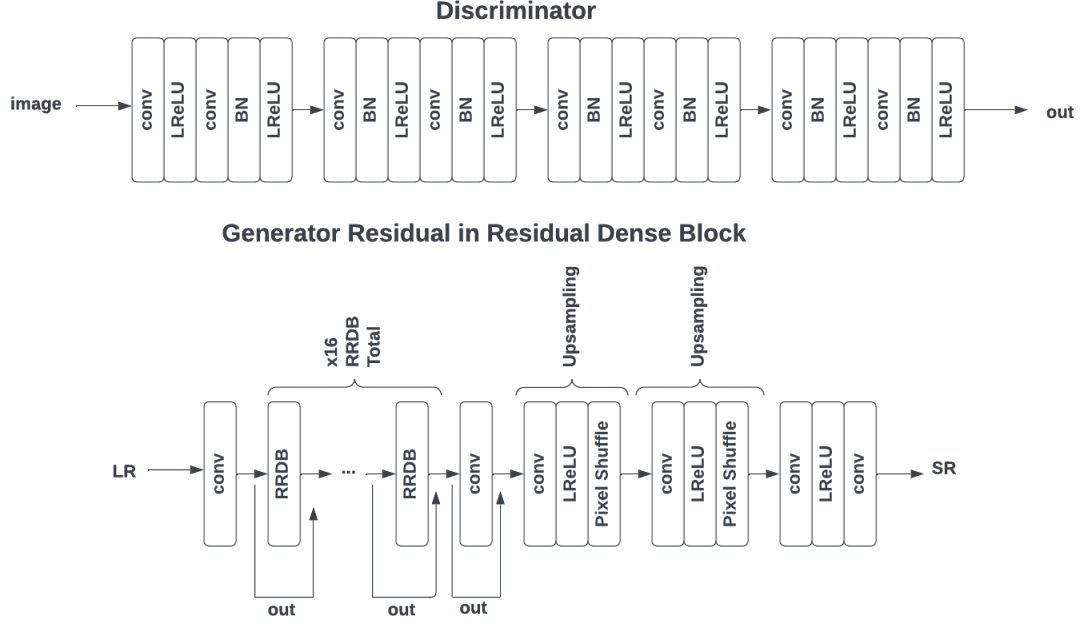 Discriminator
image
conv
LReLU
conv
BN
LReLU
conv
BN
LReLU
conv
BN
LReLU
conv
BN
LReLU
conv
BN
LReLU
conv
BN
LReLU
conv
BN
LReLU
out
Generator Residual in Residual Dense Block
x16
RRDB
Total
Upsampling
Upsampling
LR
conv
RRDB
...
RRDB
conv
conv
LReLU
Pixel Shuffle
conv
LReLU
Pixel Shuffle
conv
LReLU
conv
SR
out
out
out